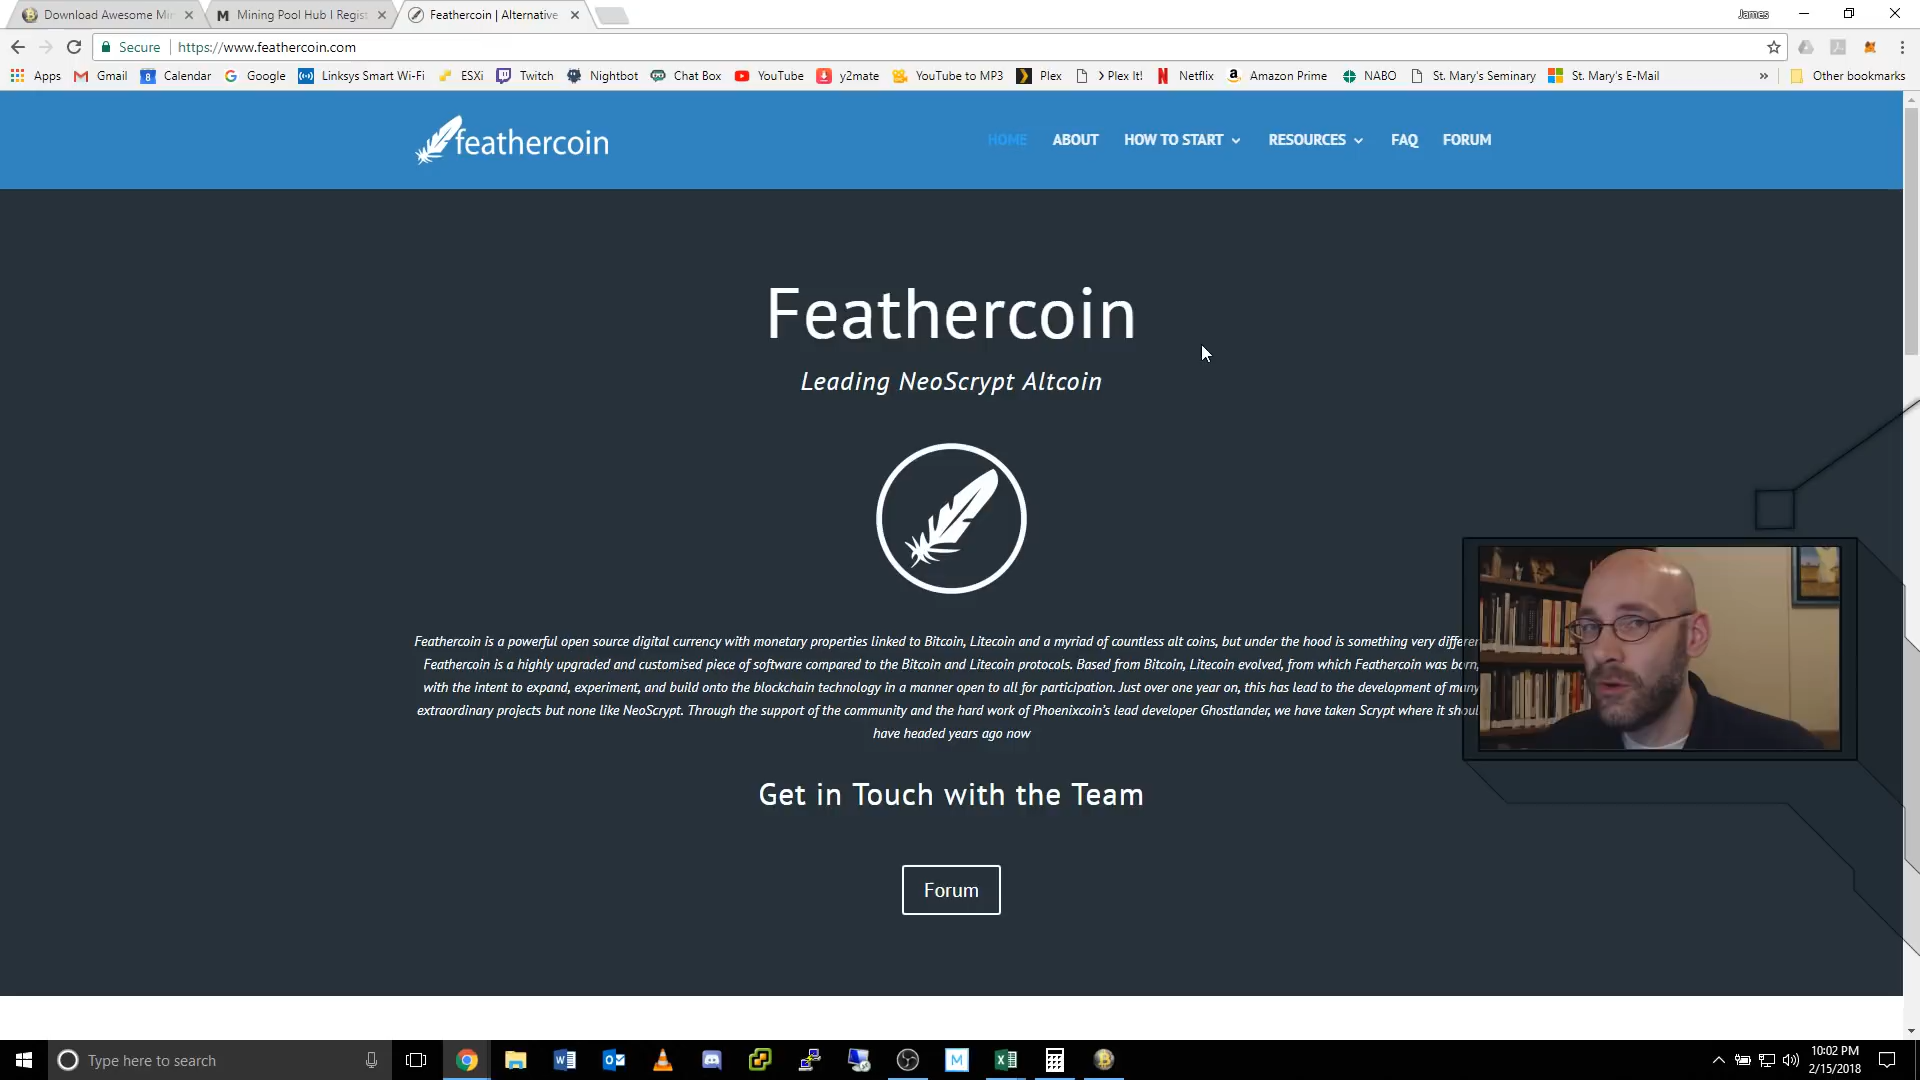 Download Awesome Mi
Mining Pool Hub | Regist
Feathercoin | Alternative
James
Secure
https://www.feathercoin.com
Apps
Gmail
8
Calendar
G
Google
Linksys Smart Wi-Fi
ESXi
Twitch
Nightbot
Chat Box
YouTube
y2mate
YouTube to MP3
Plex
> Plex It!
N
Netflix
a
Amazon Prime
NABO
St. Mary's Seminary
St. Mary's E-Mail
»
Other bookmarks
feathercoin
HOME
ABOUT
HOW TO START
RESOURCES
FAQ
FORUM
Feathercoin
Leading NeoScrypt Altcoin
Feathercoin is a powerful open source digital currency with monetary properties linked to Bitcoin, Litecoin and a myriad of countless alt coins, but under the hood is something very differen
Feathercoin is a highly upgraded and customised piece of software compared to the Bitcoin and Litecoin protocols. Based from Bitcoin, Litecoin evolved, from which Feathercoin was born,
with the intent to expand, experiment, and build onto the blockchain technology in a manner open to all for participation. Just over one year on, this has lead to the development of many
extraordinary projects but none like NeoScrypt. Through the support of the community and the hard work of Phoenixcoin's lead developer Ghostlander, we have taken Scrypt where it shoul
have headed years ago now
Get in Touch with the Team
Forum
Type here to search
10:02 PM
2/15/2018